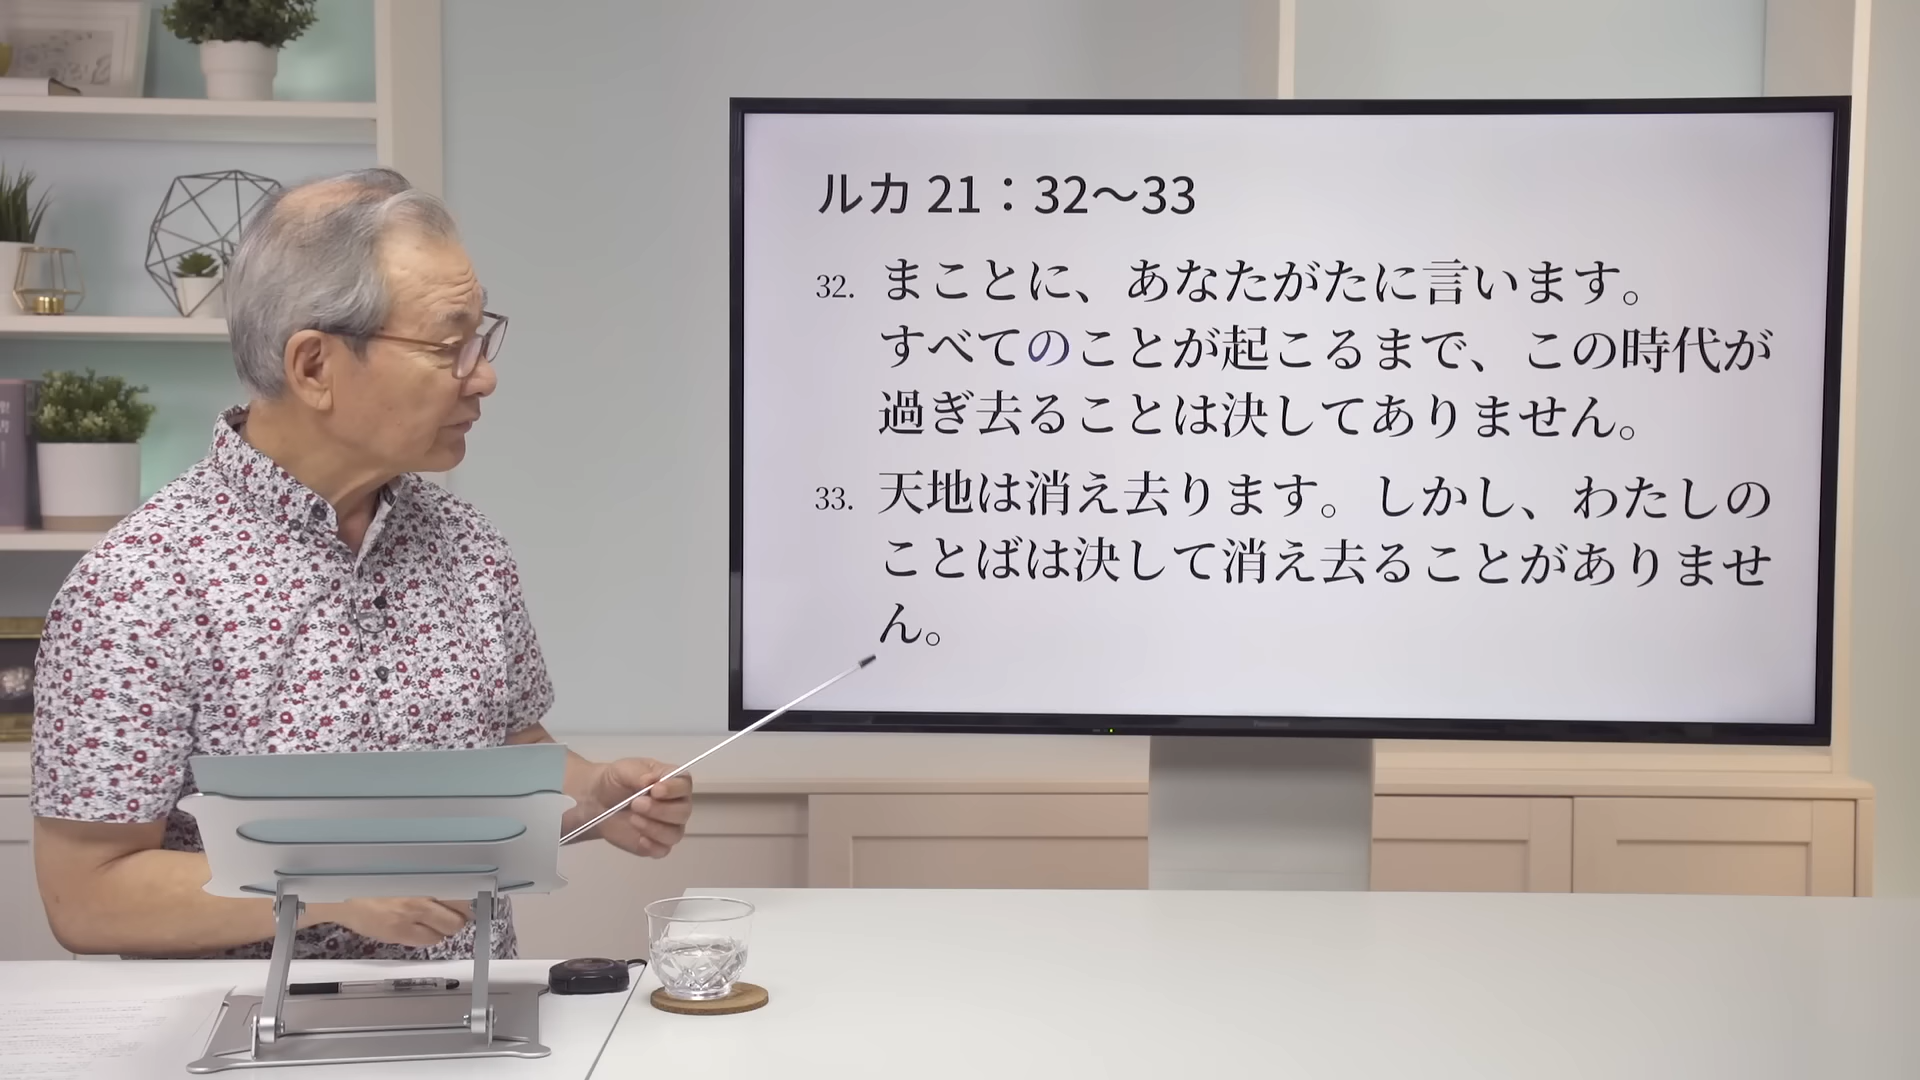 ルカ 21：32～33
32. まことに、あなたがたに言います。
すべてのことが起こるまで、この時代が
過ぎ去ることは決してありません。
33. 天地は消え去ります。しかし、わたしの
ことばは決して消え去ることがありませ
ん。